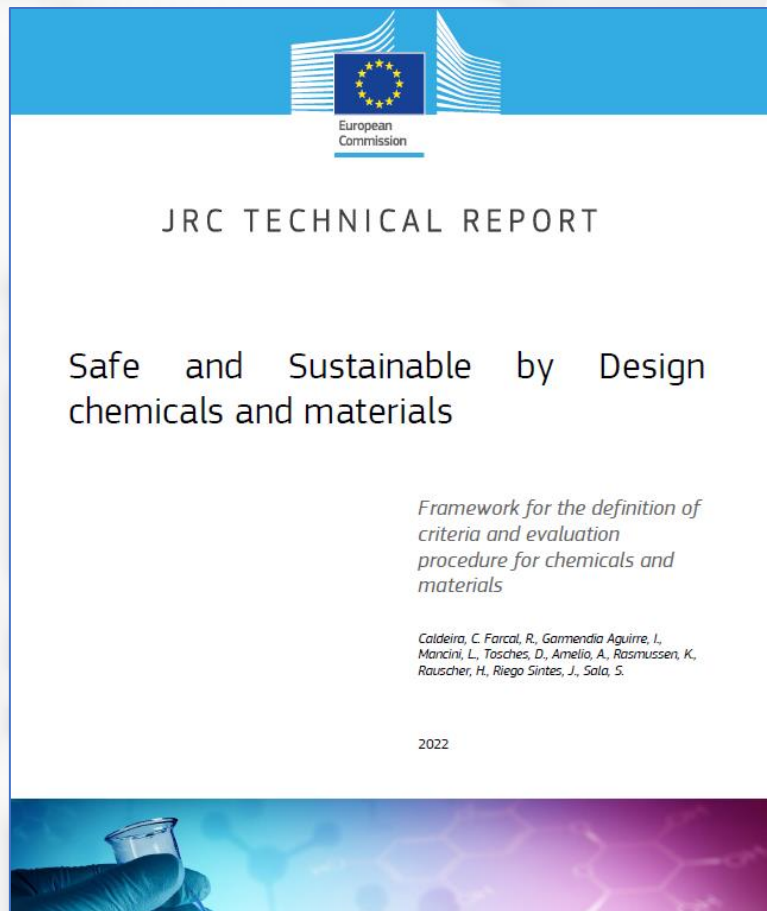 European
Commission
JRC TECHNICAL REPORT
Safe and Sustainable by Design
chemicals and materials
Framework for the definition of
criteria and evaluation
procedure for chemicals and
materials
Caldeira, C. Farcal, R., Garmendia Aguirre, I.,
Mancini, L., Tosches, D., Amelio, A., Rasmussen, K.,
Rauscher, H., Riego Sintes, J., Sala, S.
2022